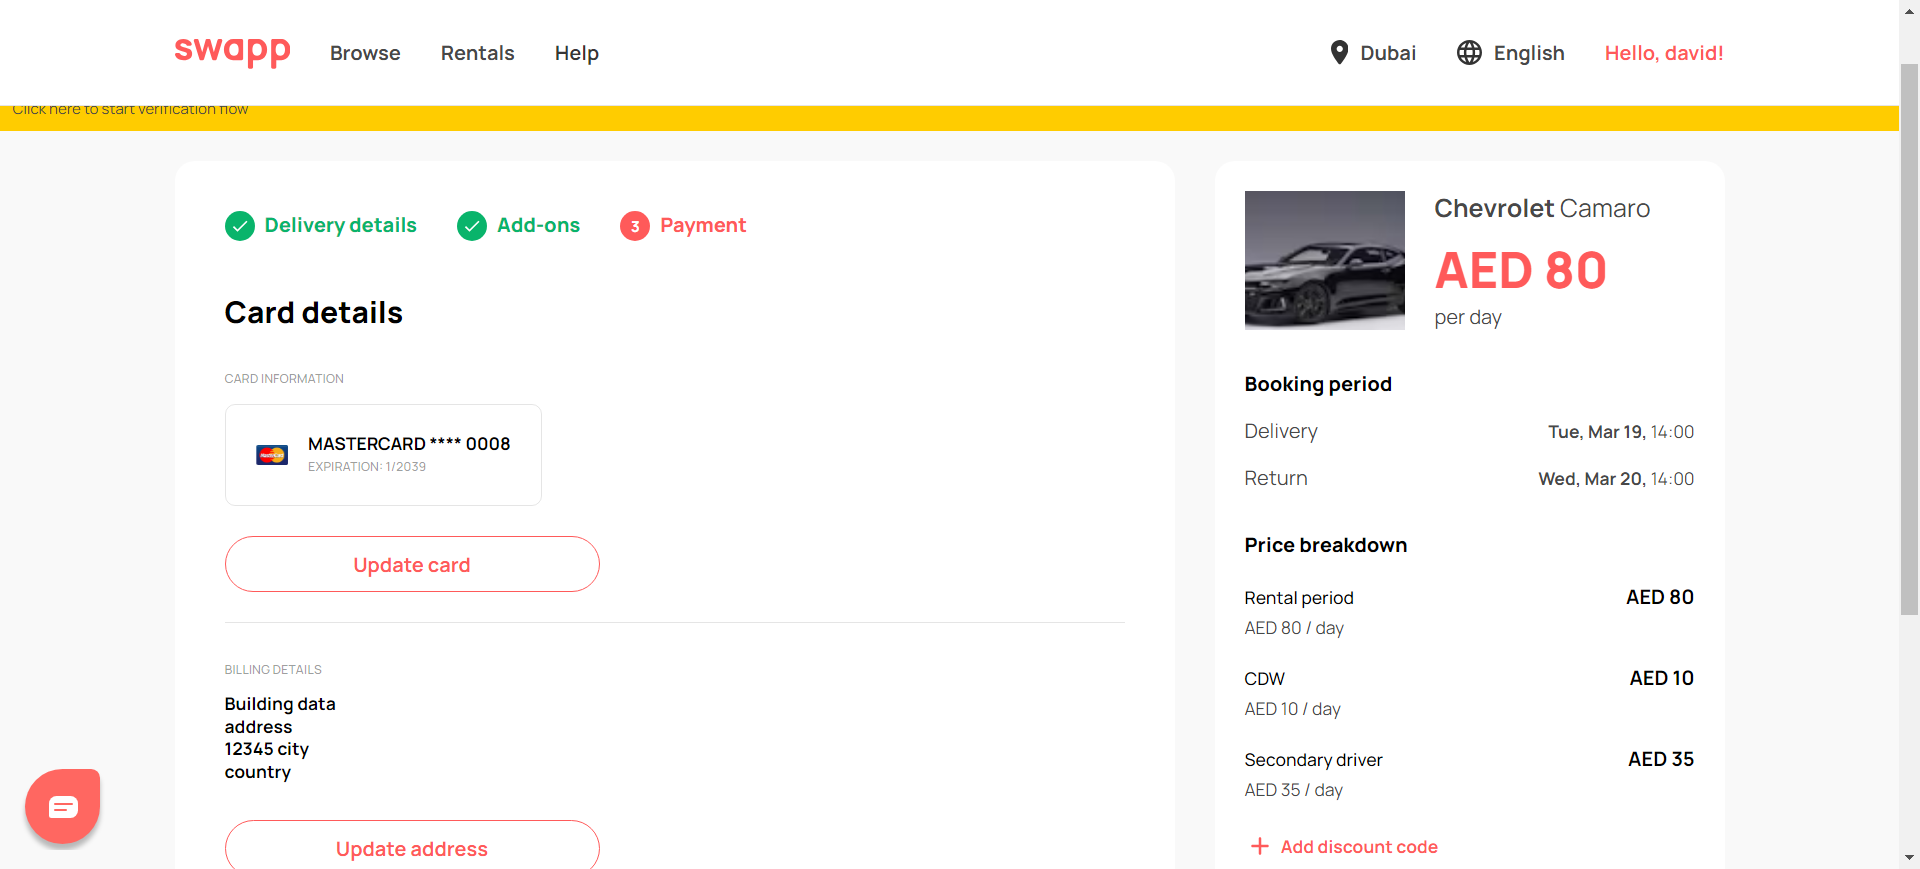 swapp
Browse
Rentals
Help
Dubai
English
Hello, david!
Click here to start verification flow
Delivery details
Add-ons
3
Payment
Card details
CARD INFORMATION
MasterCard
MASTERCARD **** 0008
EXPIRATION: 1/2039
Update card
BILLING DETAILS
Building data
address
12345 city
country
Update address
Chevrolet Camaro
AED 80
per day
Booking period
Delivery
Tue, Mar 19, 14:00
Return
Wed, Mar 20, 14:00
Price breakdown
Rental period
AED 80
AED 80 / day
CDW
AED 10
AED 10 / day
Secondary driver
AED 35
AED 35 / day
Add discount code